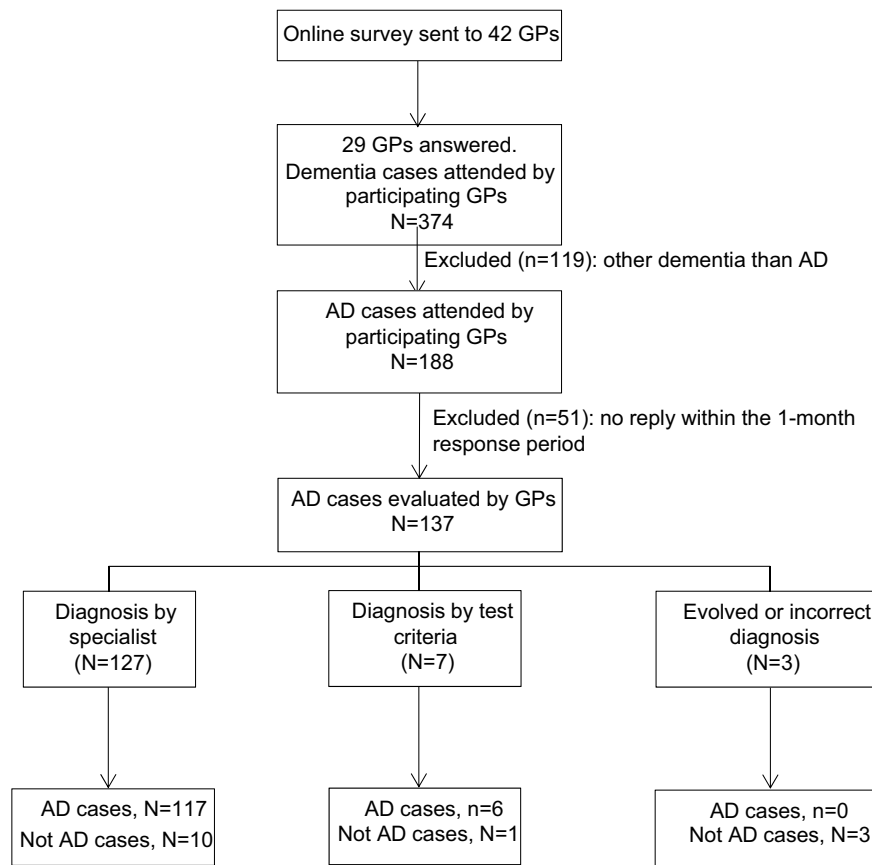 Online survey sent to 42 GPs
29 GPs answered.
Dementia cases attended by
participating GPs
N=374
Excluded (n=119): other dementia than AD
AD cases attended by
participating GPs
N=188
Excluded (n=51): no reply within the 1-month
response period
AD cases evaluated by GPs
N=137
Diagnosis by
specialist
(N=127)
Diagnosis by test
criteria
(N=7)
Evolved or incorrect
diagnosis
(N=3)
AD cases, N=117
Not AD cases, N=10
AD cases, n=6
Not AD cases, N=1
AD cases, n=0
Not AD cases, N=3